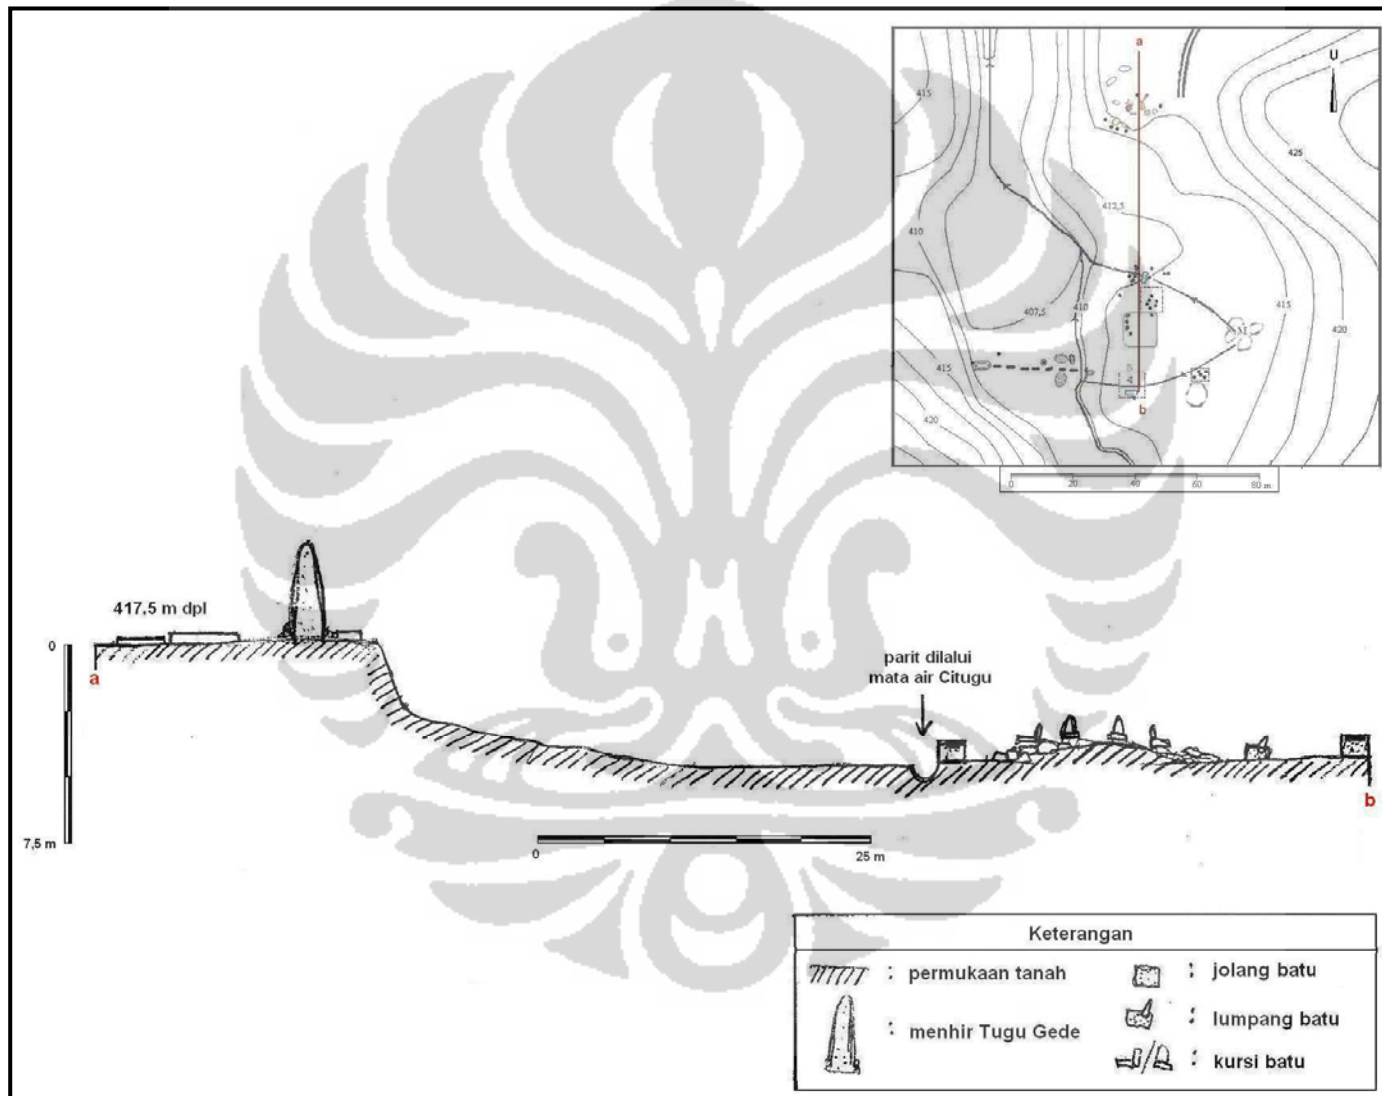 a
U
415
425
412,5
410
407,5
410
415
420
415
420
b
0 20 40 60 80 m
417,5 m dpl
0
a
parit dilalui
mata air Citugu
b
7,5 m
0 25 m
Keterangan
: permukaan tanah
: jolang batu
: menhir Tugu Gede
: lumpang batu
: kursi batu